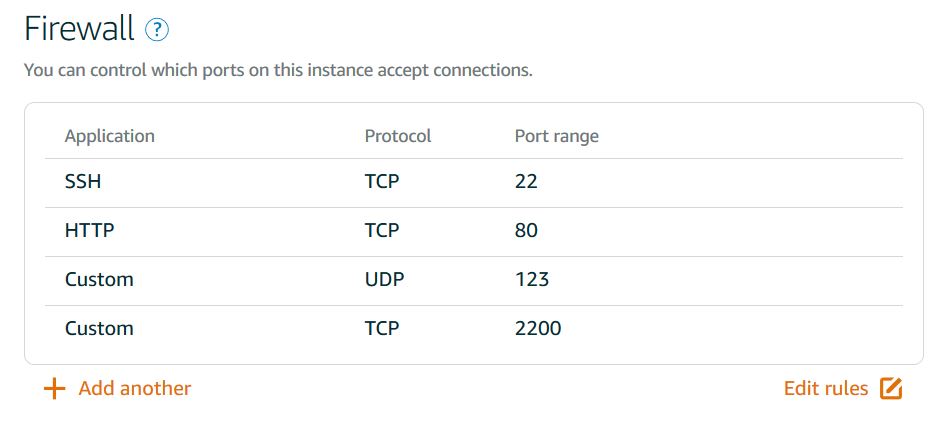 Firewall ?
You can control which ports on this instance accept connections.
Application Protocol Port range
SSH TCP 22
HTTP TCP 80
Custom UDP 123
Custom TCP 2200
Add another Edit rules